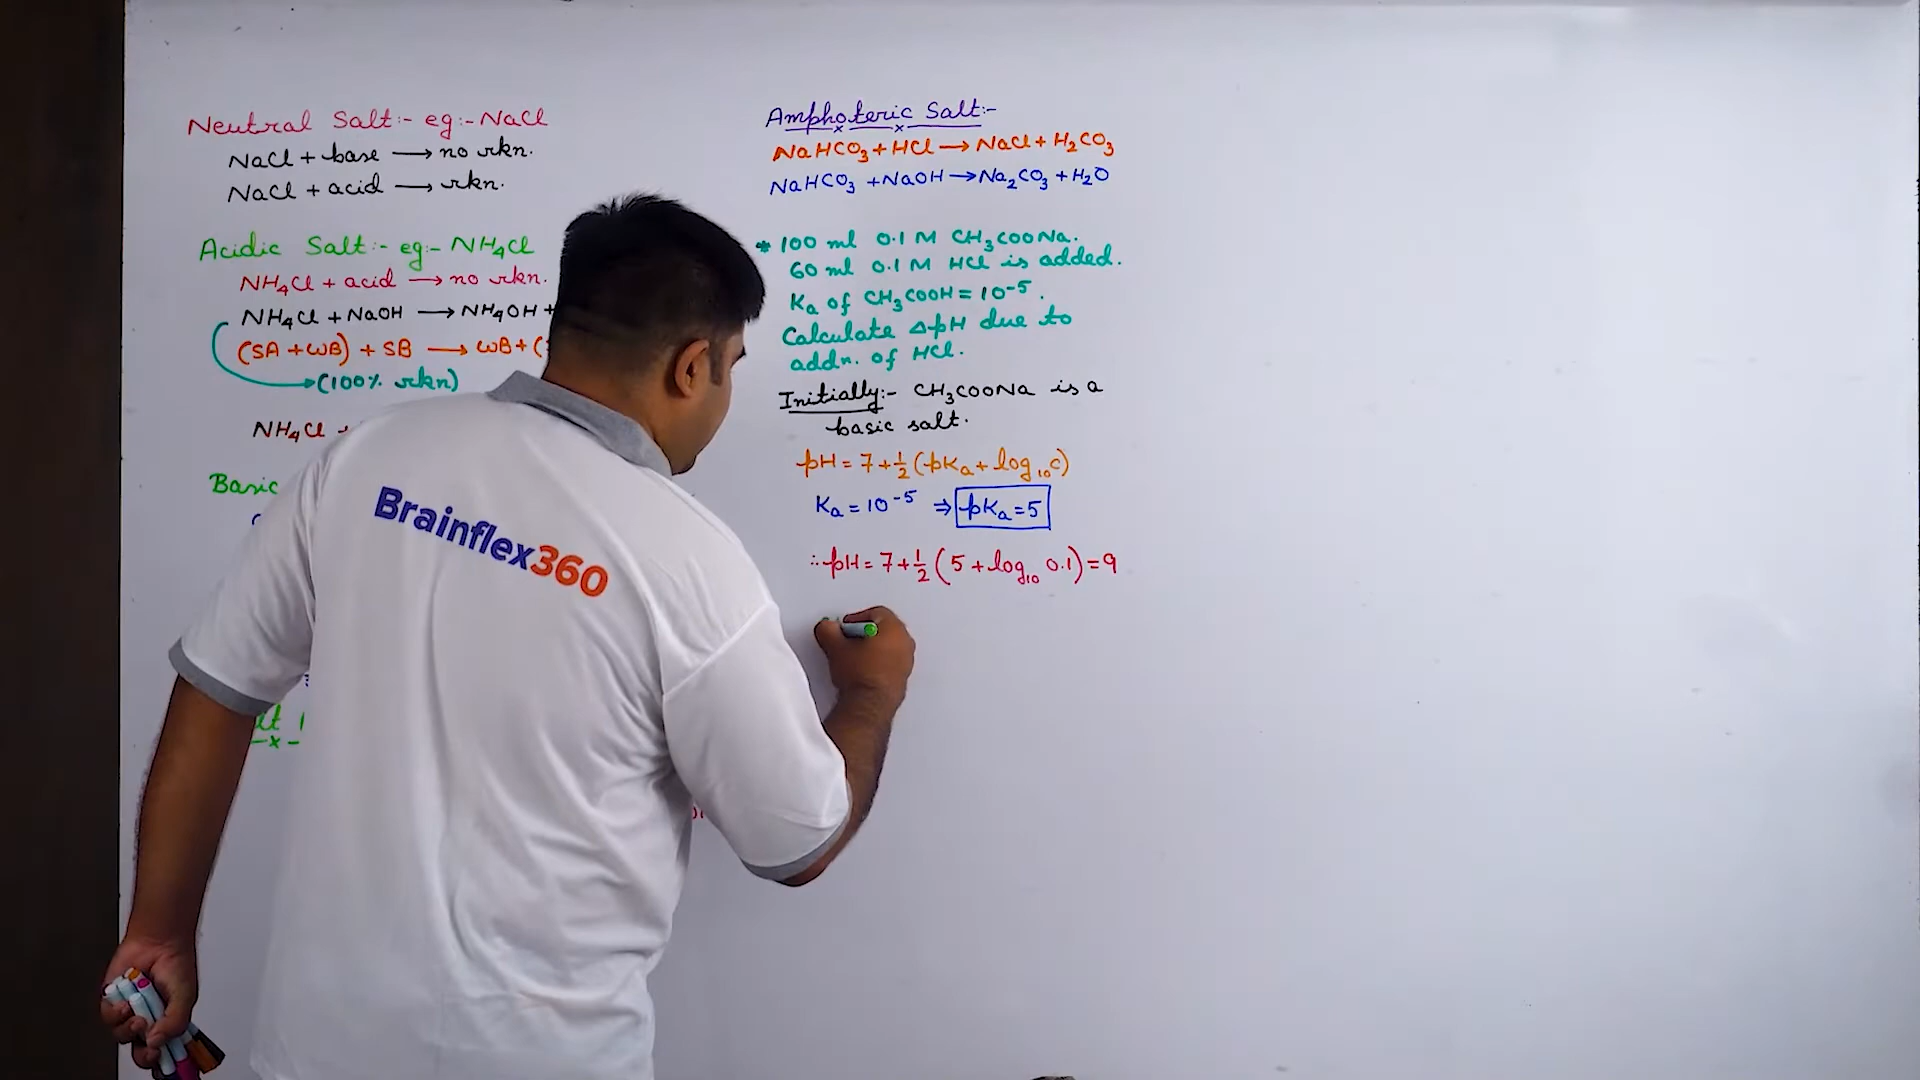 Neutral Salt:- eg:- NaCl
NaCl + base ⟶ no rkn.
NaCl + acid ⟶ rkn.
Acidic Salt:- eg:- NH₄Cl
NH₄Cl + acid ⟶ no rkn.
NH₄Cl + NaOH ⟶ NH₄OH +
(SA + WB) + SB ⟶ WB + (
(100% rkn)
NH₄Cl +
Basic
Amphoteric Salt:-
NaHCO₃ + HCl ⟶ NaCl + H₂CO₃
NaHCO₃ + NaOH ⟶ Na₂CO₃ + H₂O
* 100 ml 0.1 M CH₃COONa.
60 ml 0.1 M HCl is added.
Ka of CH₃COOH = 10⁻⁵.
Calculate ΔpH due to
addn. of HCl.
Initially:- CH₃COONa is a
basic salt.
pH = 7 + ½ (pKa + log₁₀ c)
Ka = 10⁻⁵ ⇒ pKa = 5
∴ pH = 7 + ½ (5 + log₁₀ 0.1) = 9
Brainflex360